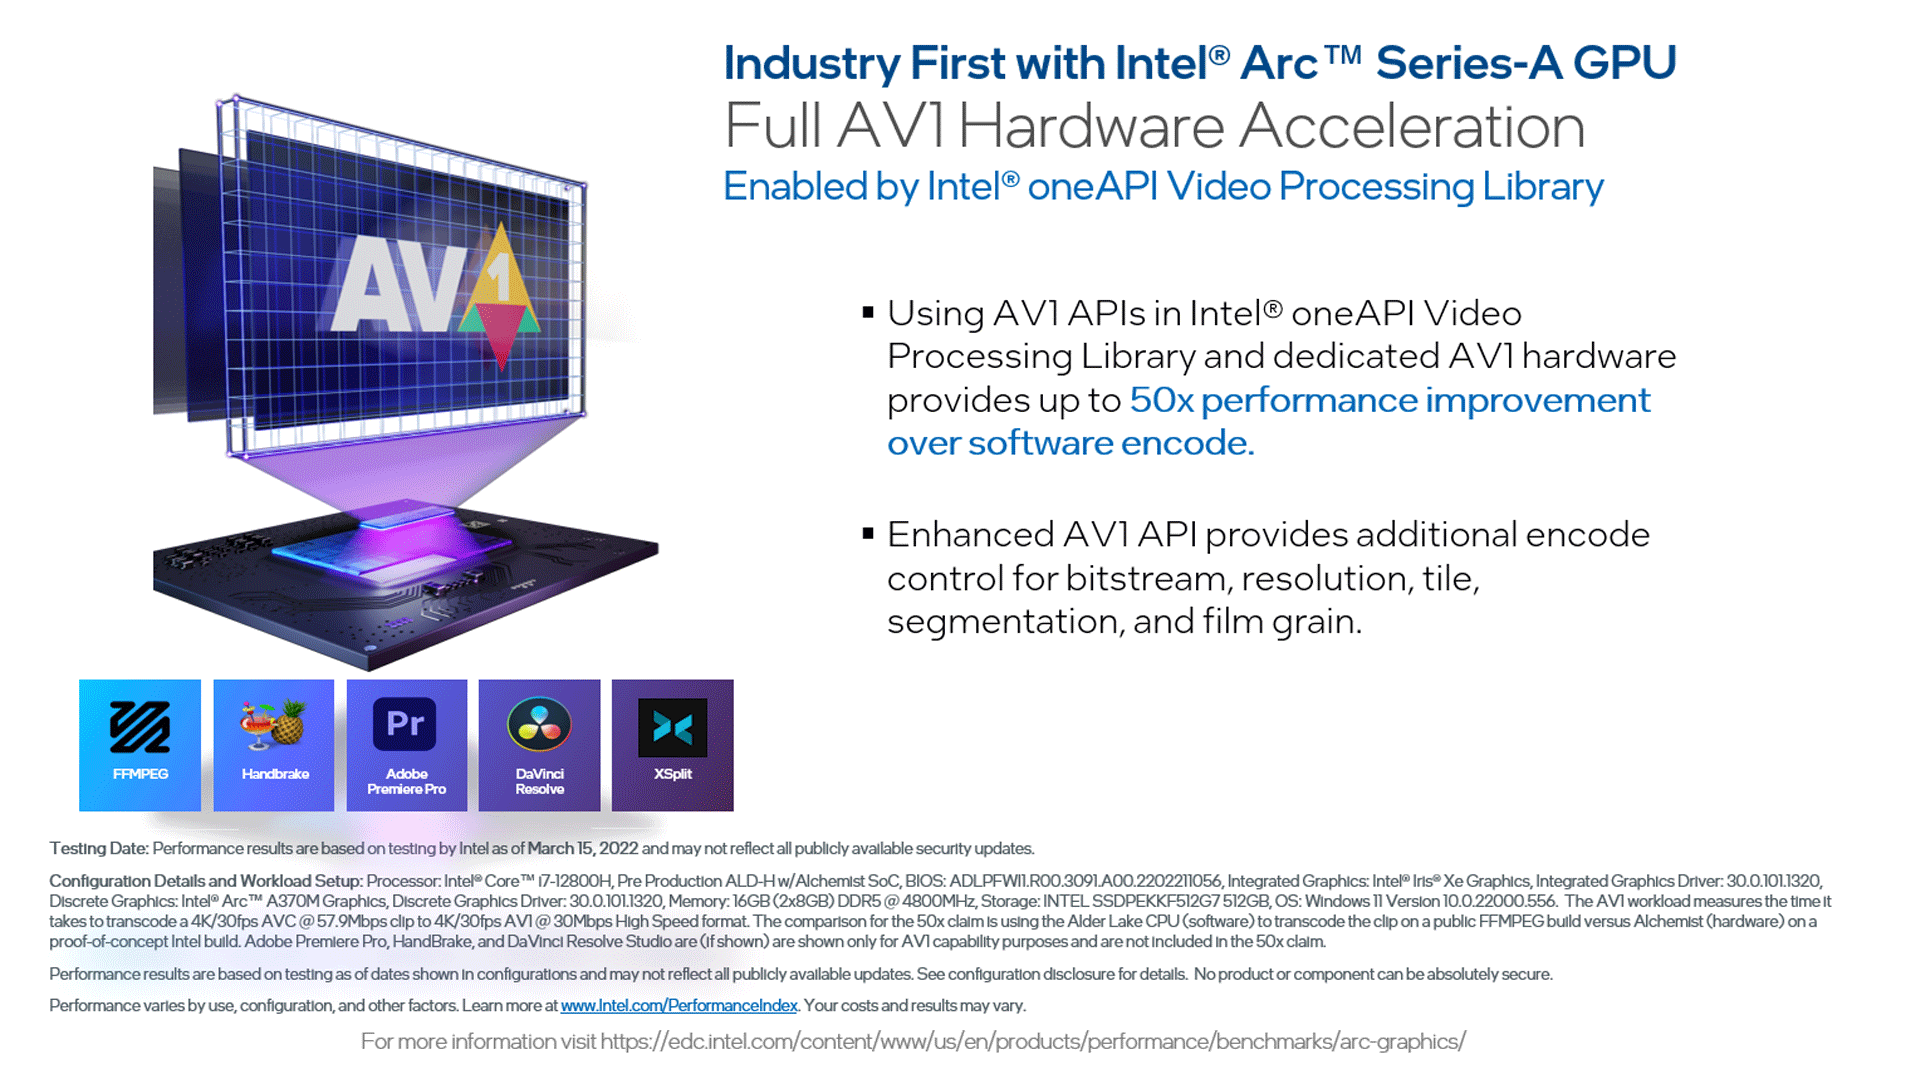 Industry First with Intel® Arc™ Series-A GPU
Full AV1 Hardware Acceleration
Enabled by Intel® oneAPI Video Processing Library
AV1
▪ Using AV1 APIs in Intel® oneAPI Video
Processing Library and dedicated AV1 hardware
provides up to 50x performance improvement
over software encode.
▪ Enhanced AV1 API provides additional encode
control for bitstream, resolution, tile,
segmentation, and film grain.
FFMPEG
Handbrake
Pr
Adobe
Premiere Pro
DaVinci
Resolve
XSplit
Testing Date: Performance results are based on testing by Intel as of March 15, 2022 and may not reflect all publicly available security updates.
Configuration Details and Workload Setup: Processor: Intel® Core™ i7-12800H, Pre Production ALD-H w/Alchemist SoC, BIOS: ADLPFWI1.R00.3091.A00.2202211056, Integrated Graphics: Intel® Iris® Xe Graphics, Integrated Graphics Driver: 30.0.101.1320,
Discrete Graphics: Intel® Arc™ A370M Graphics, Discrete Graphics Driver: 30.0.101.1320, Memory: 16GB (2x8GB) DDR5 @ 4800MHz, Storage: INTEL SSDPEKKF512G7 512GB, OS: Windows 11 Version 10.0.22000.556. The AV1 workload measures the time it
takes to transcode a 4K/30fps AVC @ 57.9Mbps clip to 4K/30fps AV1 @ 30Mbps High Speed format. The comparison for the 50x claim is using the Alder Lake CPU (software) to transcode the clip on a public FFMPEG build versus Alchemist (hardware) on a
proof-of-concept Intel build. Adobe Premiere Pro, HandBrake, and DaVinci Resolve Studio are (if shown) are shown only for AV1 capability purposes and are not included in the 50x claim.
Performance results are based on testing as of dates shown in configurations and may not reflect all publicly available updates. See configuration disclosure for details. No product or component can be absolutely secure.
Performance varies by use, configuration, and other factors. Learn more at www.Intel.com/PerformanceIndex. Your costs and results may vary.
For more information visit https://edc.intel.com/content/www/us/en/products/performance/benchmarks/arc-graphics/